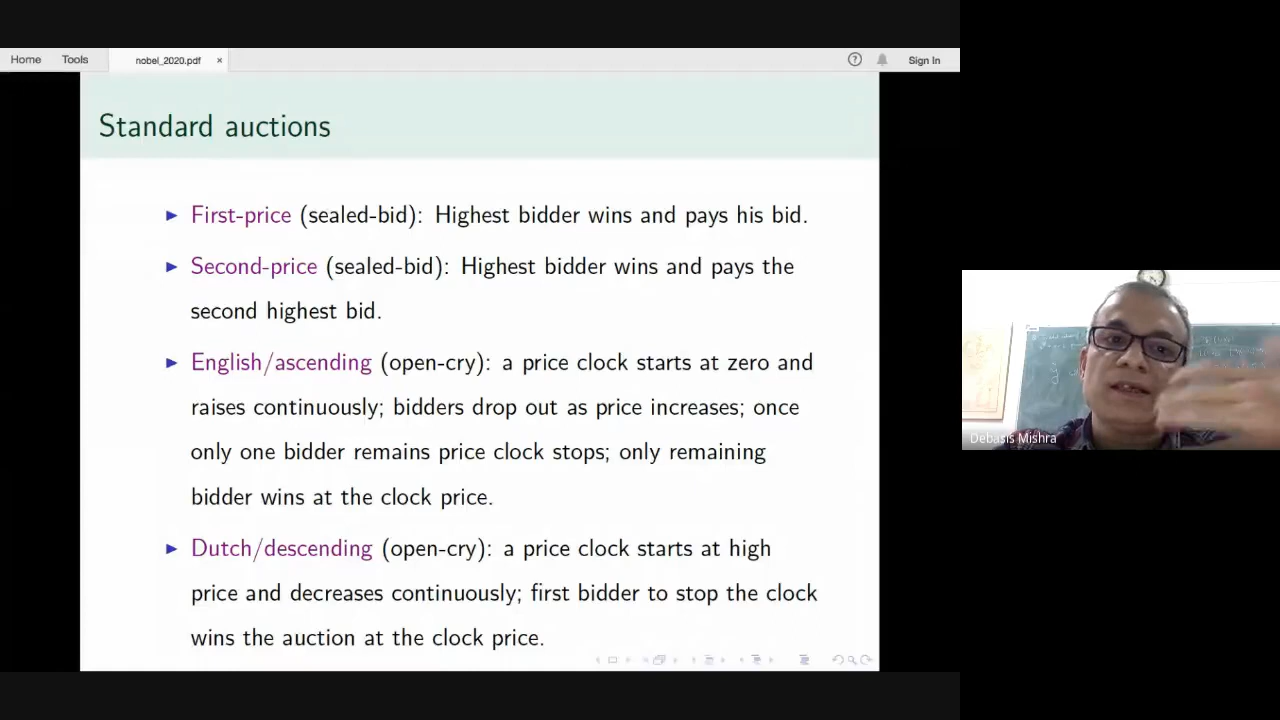 Home Tools nobel_2020.pdf × Sign In
Standard auctions
► First-price (sealed-bid): Highest bidder wins and pays his bid.
► Second-price (sealed-bid): Highest bidder wins and pays the
second highest bid.
► English/ascending (open-cry): a price clock starts at zero and
raises continuously; bidders drop out as price increases; once
only one bidder remains price clock stops; only remaining
bidder wins at the clock price.
► Dutch/descending (open-cry): a price clock starts at high
price and decreases continuously; first bidder to stop the clock
wins the auction at the clock price.
Debasis Mishra